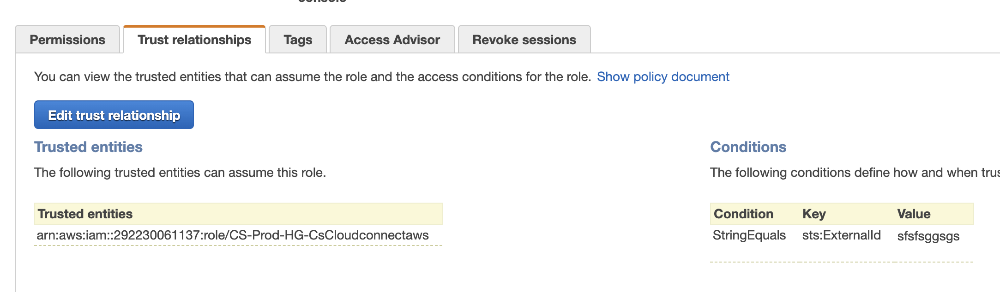 console
Permissions
Trust relationships
Tags
Access Advisor
Revoke sessions
You can view the trusted entities that can assume the role and the access conditions for the role. Show policy document
Edit trust relationship
Trusted entities
The following trusted entities can assume this role.
Trusted entities
arn:aws:iam::292230061137:role/CS-Prod-HG-CsCloudconnectaws
Conditions
The following conditions define how and when
Condition Key Value
StringEquals sts:ExternalId sfsfsggsgs